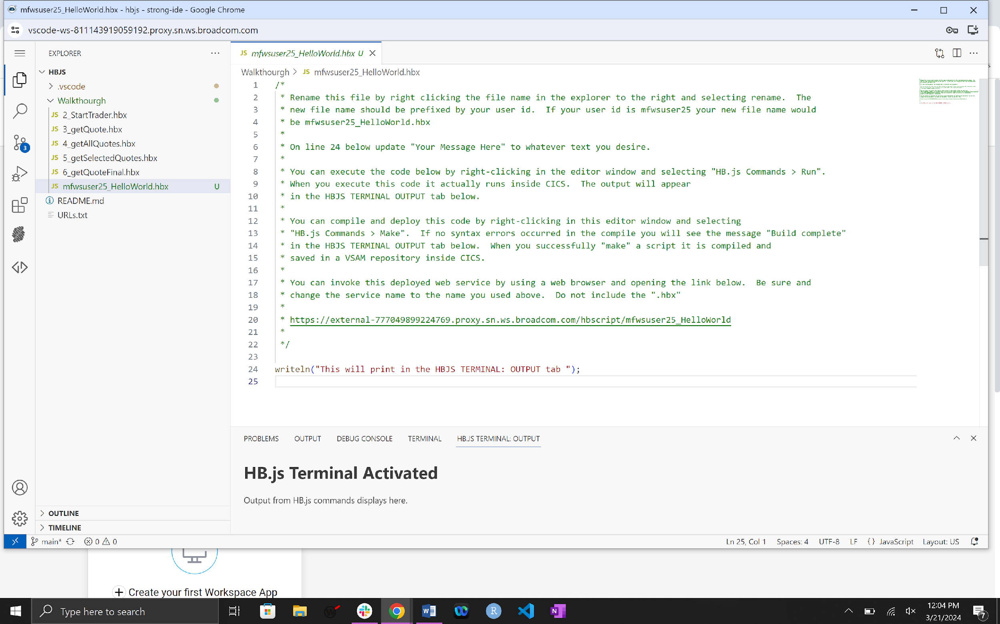 mfwsuser25_HelloWorld.hbx - hbjs - strong-ide - Google Chrome
vscode-ws-811143919059192.proxy.sn.ws.broadcom.com
EXPLORER
HBJS
.vscode
Walkthourgh
JS 2_StartTrader.hbx
JS 3_getQuote.hbx
JS 4_getAllQuotes.hbx
JS 5_getSelectedQuotes.hbx
JS 6_getQuoteFinal.hbx
JS mfwsuser25_HelloWorld.hbx U
README.md
URLs.txt
3
OUTLINE
TIMELINE
JS mfwsuser25_HelloWorld.hbx U
Walkthourgh > JS mfwsuser25_HelloWorld.hbx
1 /*
2 * Rename this file by right clicking the file name in the explorer to the right and selecting rename. The
3 * new file name should be prefixed by your user id. If your user id is mfwsuser25 your new file name would
4 * be mfwsuser25_HelloWorld.hbx
5 *
6 * On line 24 below update "Your Message Here" to whatever text you desire.
7 *
8 * You can execute the code below by right-clicking in the editor window and selecting "HB.js Commands > Run".
9 * When you execute this code it actually runs inside CICS. The output will appear
10 * in the HBJS TERMINAL OUTPUT tab below.
11 *
12 * You can compile and deploy this code by right-clicking in this editor window and selecting
13 * "HB.js Commands > Make". If no syntax errors occurred in the compile you will see the message "Build complete"
14 * in the HBJS TERMINAL OUTPUT tab below. When you successfully "make" a script it is compiled and
15 * saved in a VSAM repository inside CICS.
16 *
17 * You can invoke this deployed web service by using a web browser and opening the link below. Be sure and
18 * change the service name to the name you used above. Do not include the ".hbx"
19 *
20 * https://external-777049899224769.proxy.sn.ws.broadcom.com/hbscript/mfwsuser25_HelloWorld
21 *
22 */
23
24 writeln("This will print in the HBJS TERMINAL: OUTPUT tab ");
25
PROBLEMS OUTPUT DEBUG CONSOLE TERMINAL HBJS TERMINAL: OUTPUT
HB.js Terminal Activated
Output from HB.js commands displays here.
main* 0 0 Ln 25, Col 1 Spaces: 4 UTF-8 LF {} JavaScript Layout: US
Create your first Workspace App
Type here to search
12:04 PM
3/21/2024
7